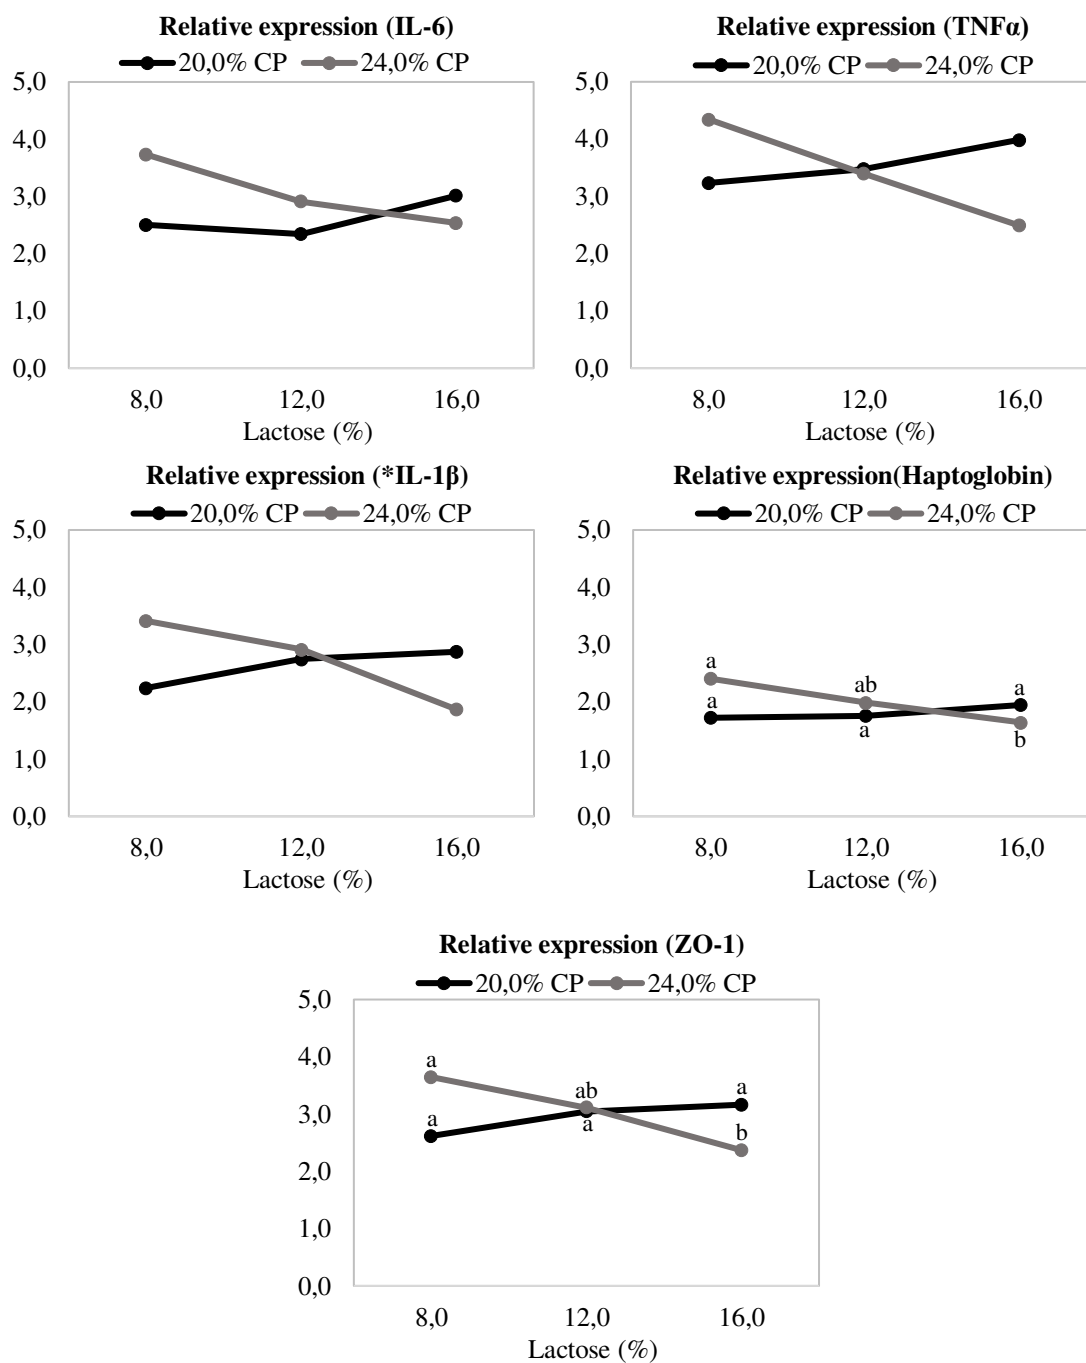 Relative expression (IL-6)
20,0% CP 24,0% CP
5,0
4,0
3,0
2,0
1,0
0,0
8,0 12,0 16,0
Lactose (%)
Relative expression (TNFα)
20,0% CP 24,0% CP
5,0
4,0
3,0
2,0
1,0
0,0
8,0 12,0 16,0
Lactose (%)
Relative expression (*IL-1β)
20,0% CP 24,0% CP
5,0
4,0
3,0
2,0
1,0
0,0
8,0 12,0 16,0
Lactose (%)
Relative expression(Haptoglobin)
20,0% CP 24,0% CP
5,0
4,0
3,0
2,0
1,0
0,0
a ab a
a a b
8,0 12,0 16,0
Lactose (%)
Relative expression (ZO-1)
20,0% CP 24,0% CP
5,0
4,0
3,0
2,0
1,0
0,0
a ab a
a a b
8,0 12,0 16,0
Lactose (%)